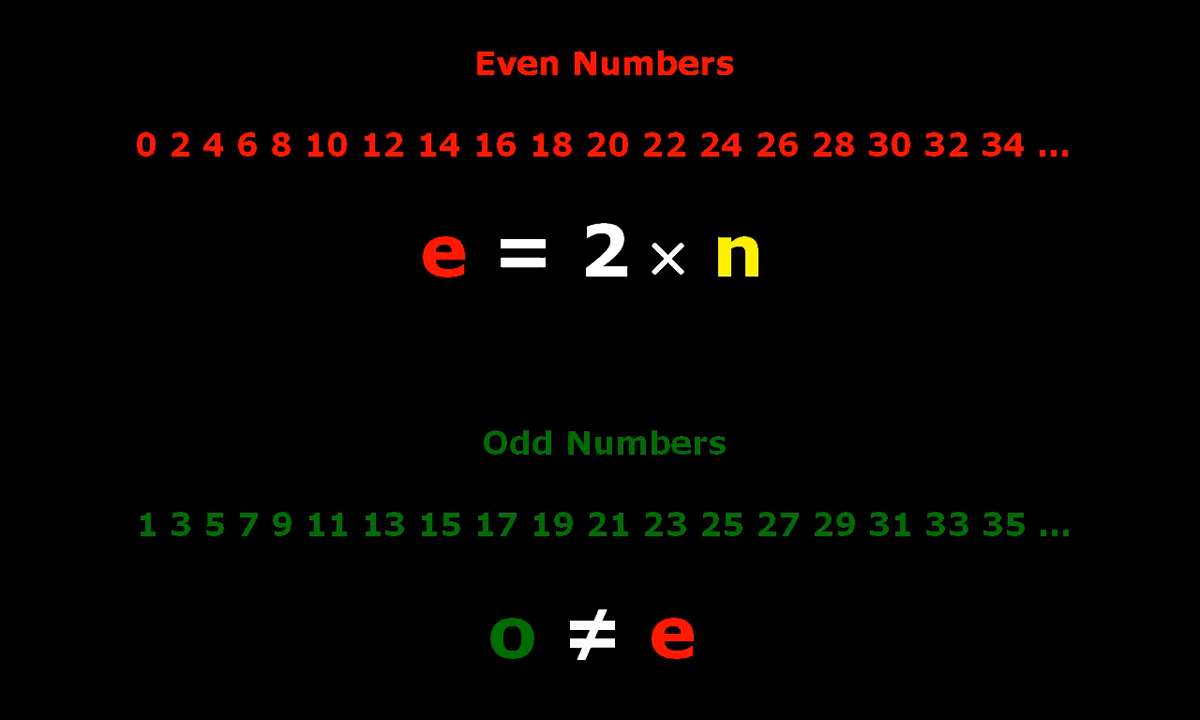 Even Numbers
0 2 4 6 8 10 12 14 16 18 20 22 24 26 28 30 32 34 ...
e = 2 × n
Odd Numbers
1 3 5 7 9 11 13 15 17 19 21 23 25 27 29 31 33 35 ...
o ≠ e